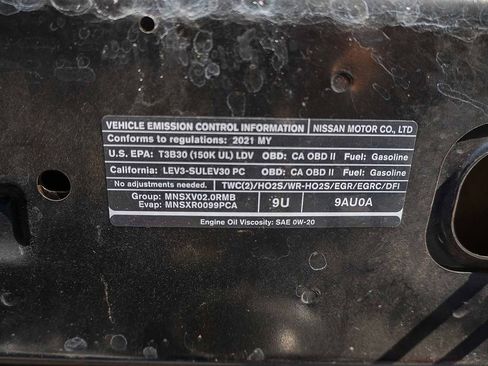 VEHICLE EMISSION CONTROL INFORMATION NISSAN MOTOR CO., LTD
Conforms to regulations: 2021 MY
U.S. EPA: T3B30 (150K UL) LDV OBD: CA OBD II Fuel: Gasoline
California: LEV3-SULEV30 PC OBD: CA OBD II Fuel: Gasoline
No adjustments needed. TWC(2)/HO2S/WR-HO2S/EGR/EGRC/DFI
Group: MNSXV02.0RMB 9U 9AU0A
Evap: MNSXR0099PCA
Engine Oil Viscosity: SAE 0W-20